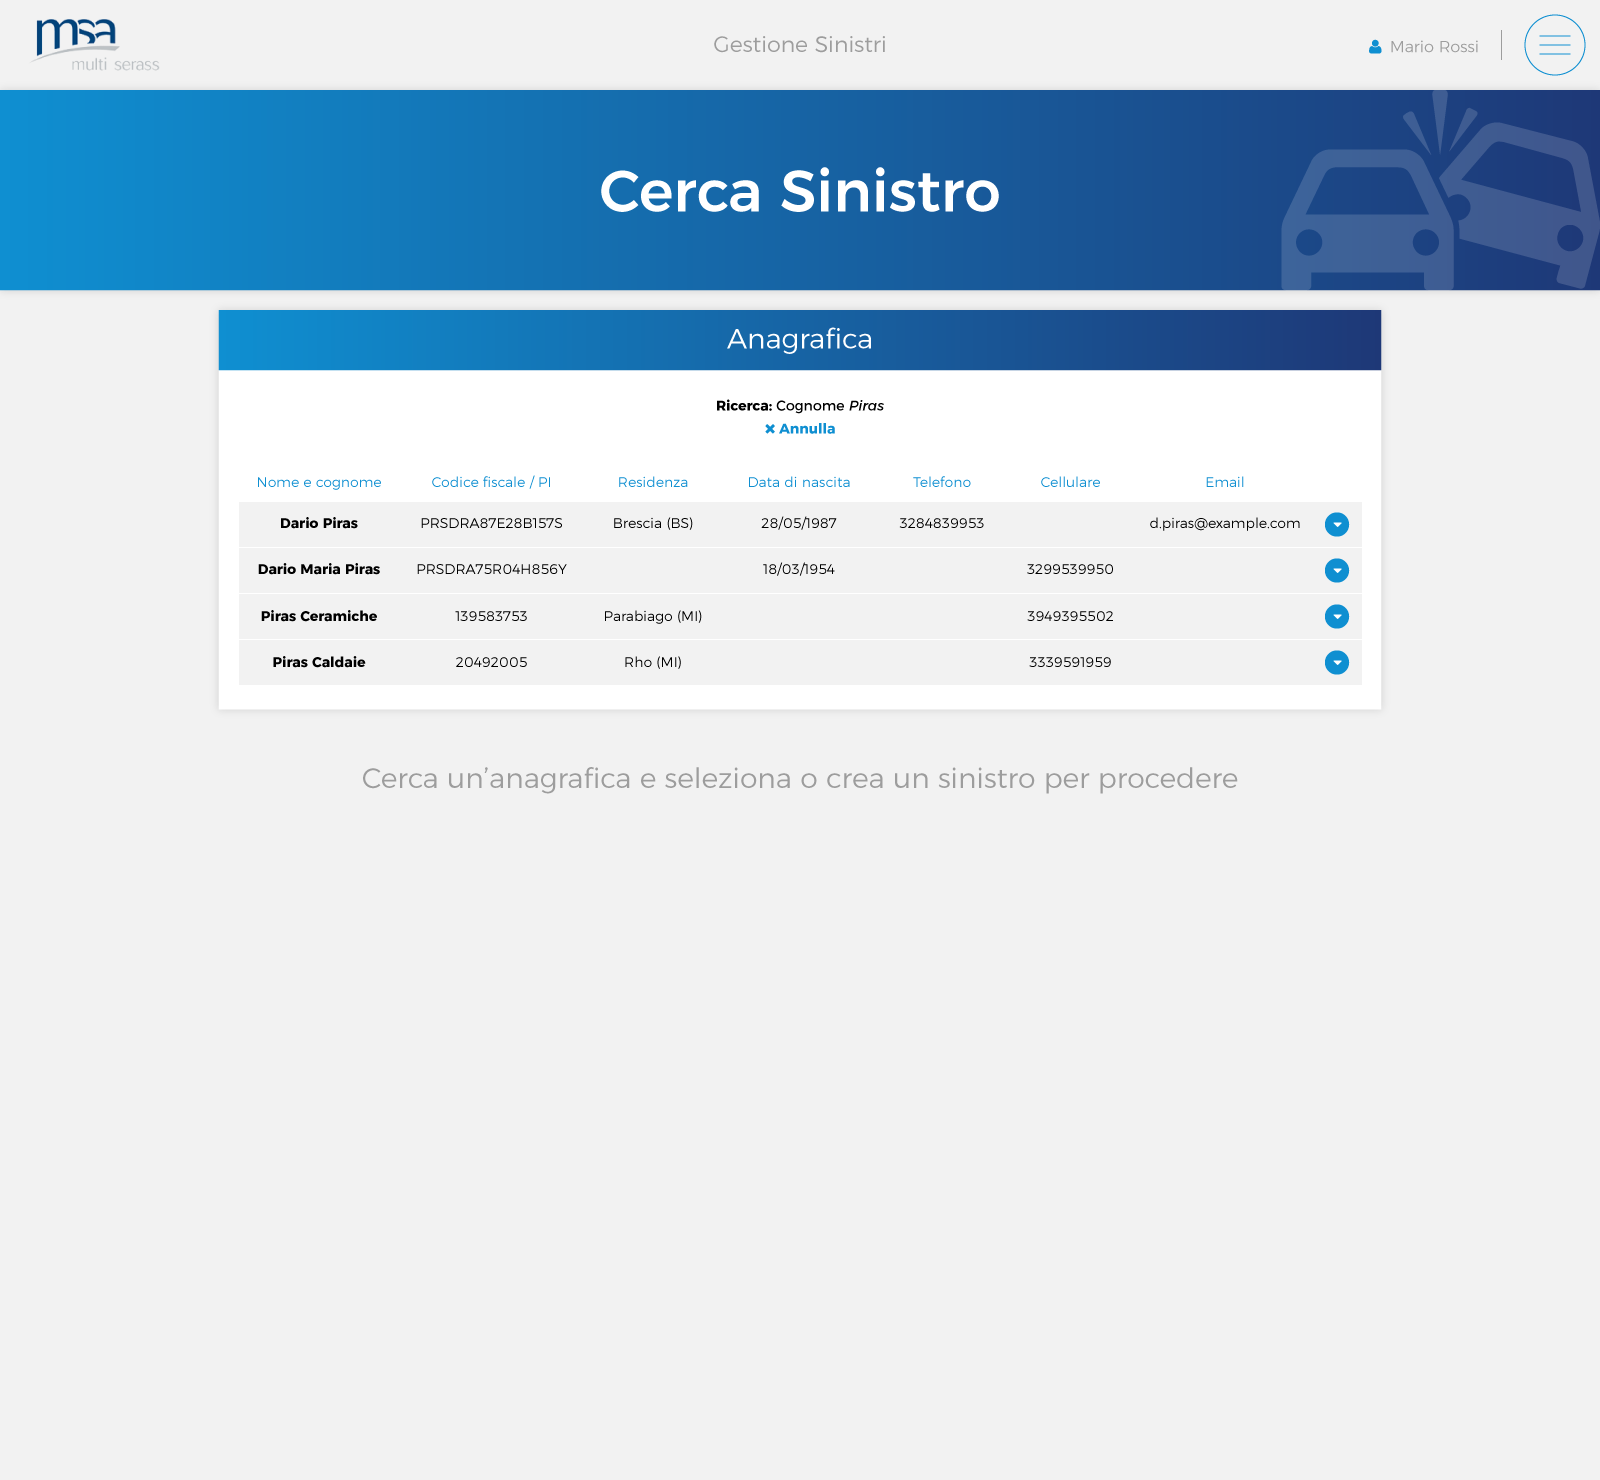 msa
multi serass
Gestione Sinistri
Mario Rossi
Cerca Sinistro
Anagrafica
Ricerca: Cognome Piras
Annulla
Nome e cognome Codice fiscale / PI Residenza Data di nascita Telefono Cellulare Email
Dario Piras PRSDRA87E28B157S Brescia (BS) 28/05/1987 3284839953 d.piras@example.com
Dario Maria Piras PRSDRA75R04H856Y 18/03/1954 3299539950
Piras Ceramiche 139583753 Parabiago (MI) 3949395502
Piras Caldaie 20492005 Rho (MI) 3339591959
Cerca un’anagrafica e seleziona o crea un sinistro per procedere